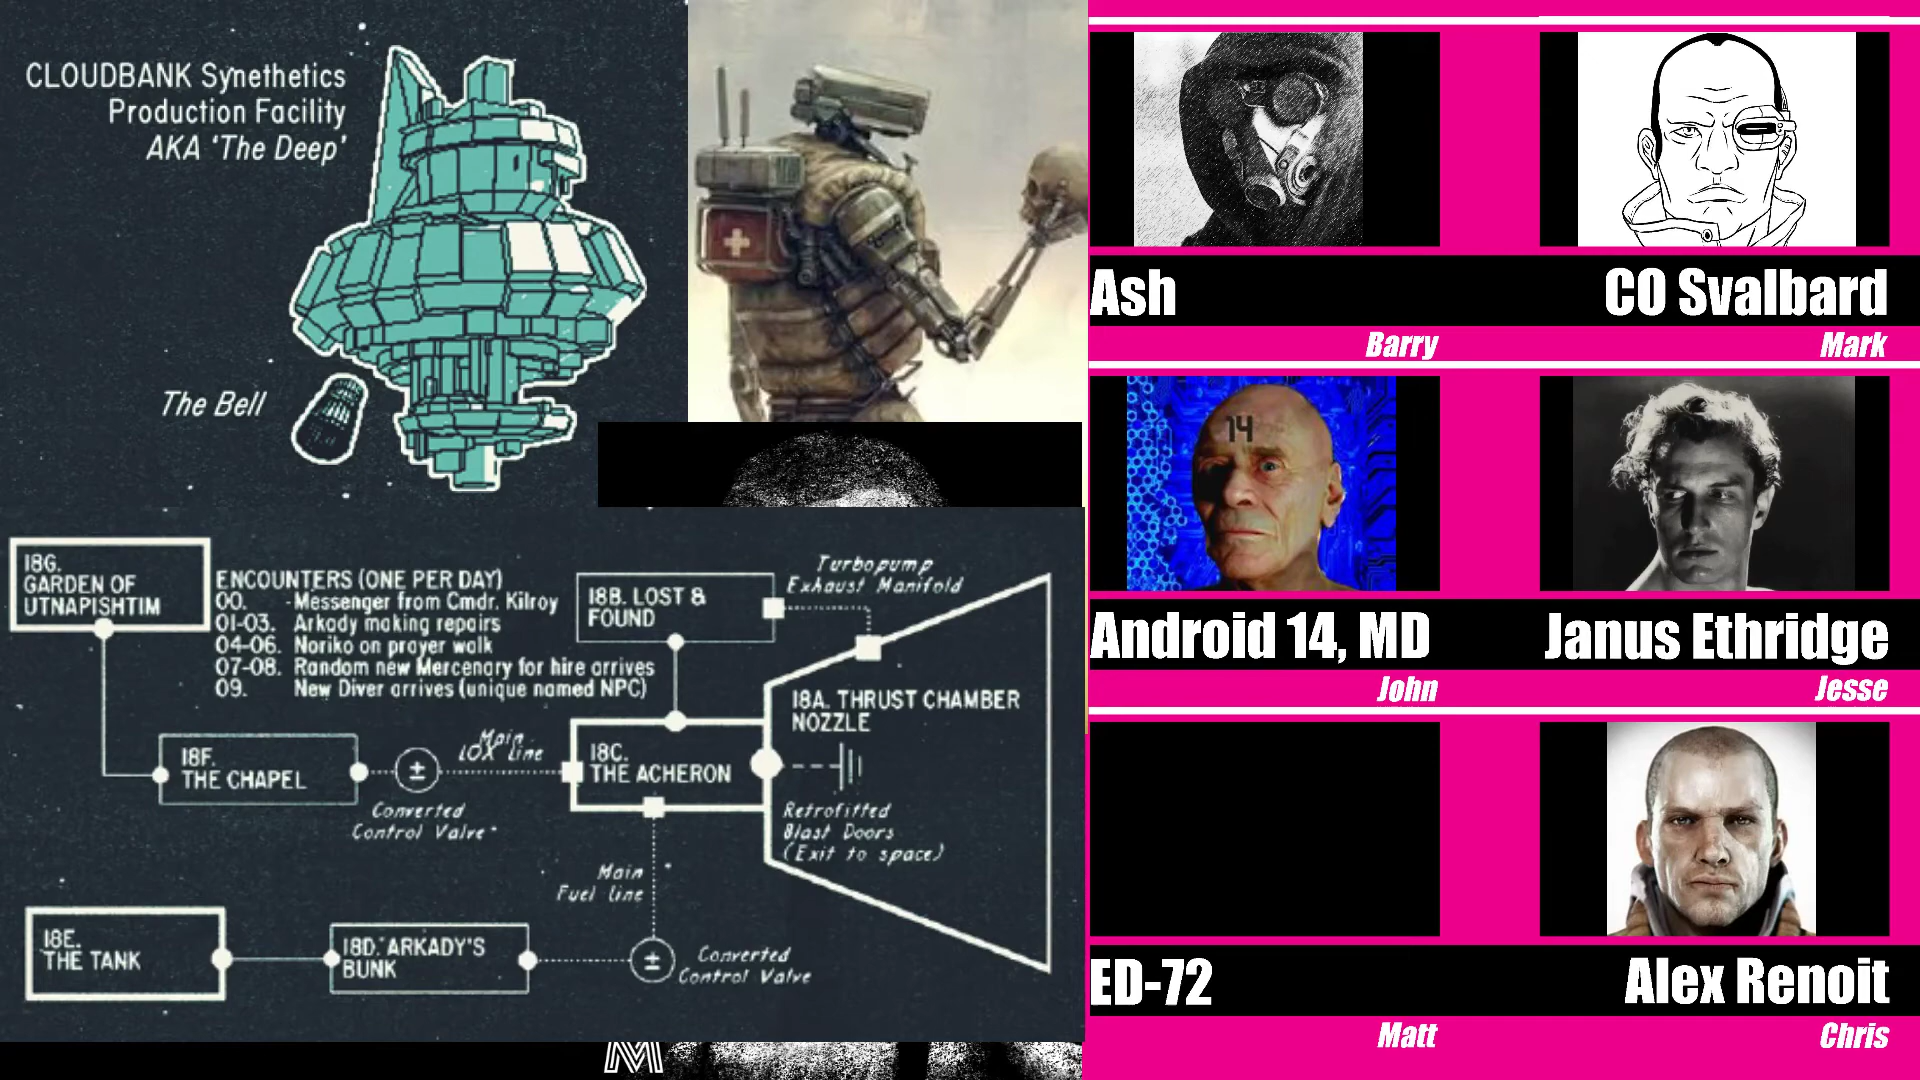 CLOUDBANK Synethetics
Production Facility
AKA 'The Deep'
The Bell
18G.
GARDEN OF
UTNAPISHTIM
ENCOUNTERS (ONE PER DAY)
00. Messenger from Cmdr. Kilroy
01-03. Arkady making repairs
04-06. Noriko on prayer walk
07-08. Random new Mercenary for hire arrives
09. New Diver arrives (unique named NPC)
18B. LOST &
FOUND
Turbopump
Exhaust Manifold
18A. THRUST CHAMBER
NOZZLE
18F.
THE CHAPEL
±
Main
LOX line
Converted
Control Valve
18C.
THE ACHERON
Retrofitted
Blast Doors
(Exit to space)
Main
Fuel line
18E.
THE TANK
18D. ARKADY'S
BUNK
±
Converted
Control Valve
M
14
Ash
Barry
CO Svalbard
Mark
Android 14, MD
John
Janus Ethridge
Jesse
ED-72
Matt
Alex Renoit
Chris